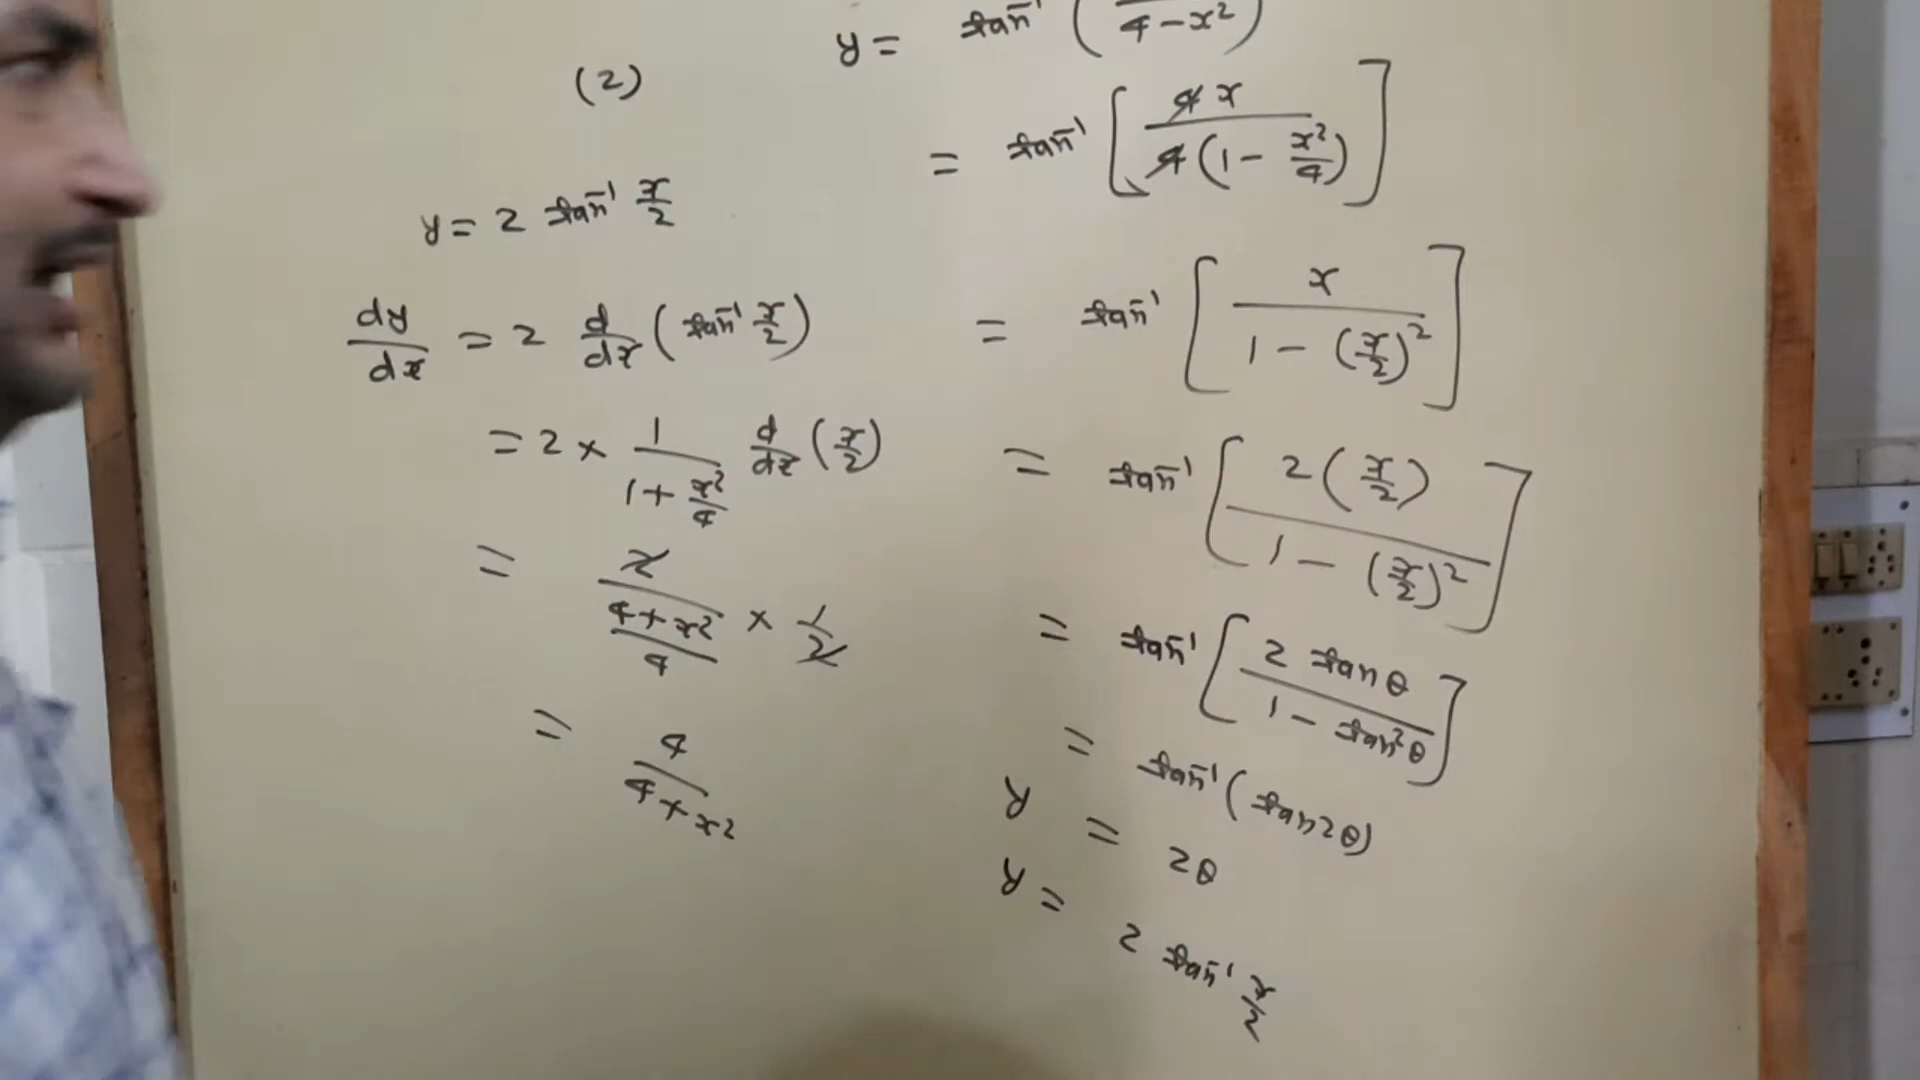 (2)
y = 2 tan⁻¹ x/2
dy/dx = 2 d/dx (tan⁻¹ x/2)
= 2 × 1/(1 + x²/4) d/dx (x/2)
= 2/((4 + x²)/4) × 1/2
= 4/(4 + x²)
y = tan⁻¹ ( /(4 - x²))
= tan⁻¹ [4x/(4(1 - x²/4))]
= tan⁻¹ [x/(1 - (x/2)²)]
= tan⁻¹ [2(x/2)/(1 - (x/2)²)]
= tan⁻¹ [2 tan θ/(1 - tan²θ)]
= tan⁻¹ (tan 2θ)
y = 2θ
y = 2 tan⁻¹ x/2